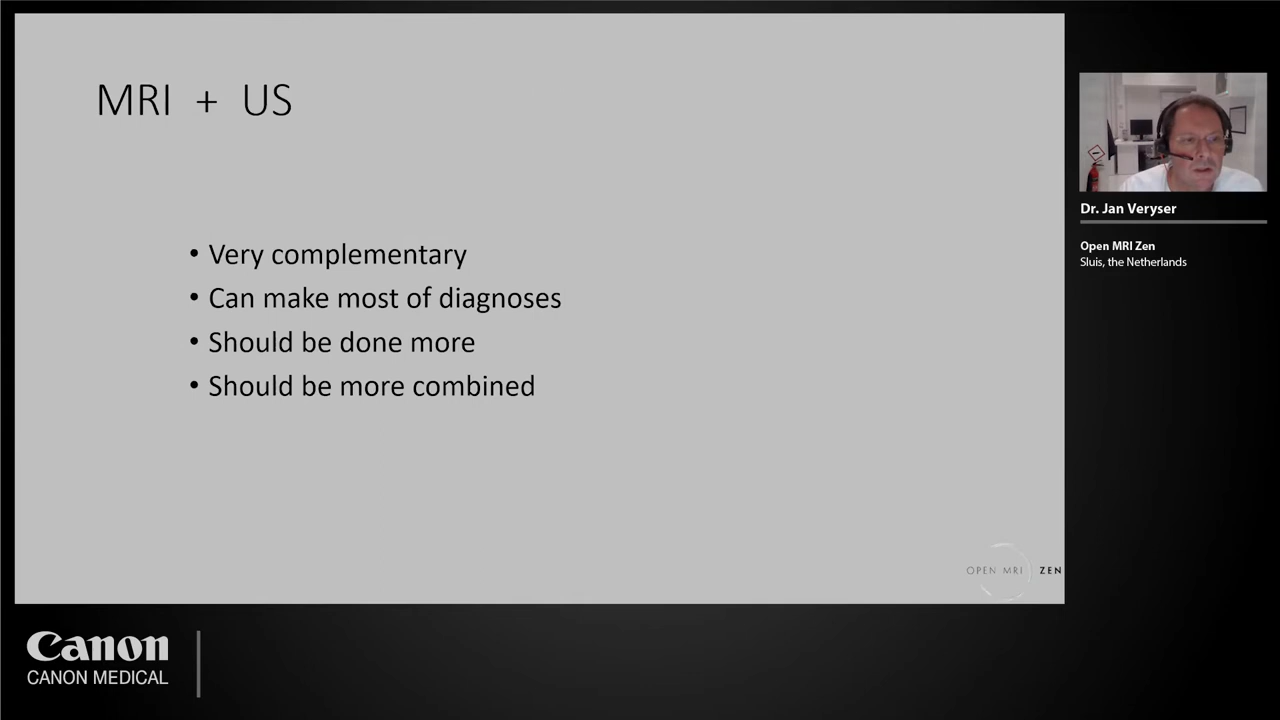 MRI + US
• Very complementary
• Can make most of diagnoses
• Should be done more
• Should be more combined
OPEN MRI ZEN
Dr. Jan Veryser
Open MRI Zen
Sluis, the Netherlands
Canon
CANON MEDICAL